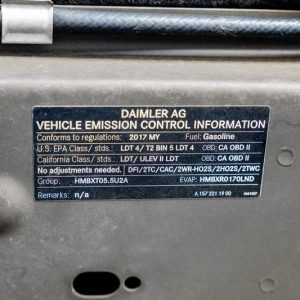 DAIMLER AG
VEHICLE EMISSION CONTROL INFORMATION
Conforms to regulations: 2017 MY Fuel: Gasoline
U.S. EPA Class/ stds.: LDT 4/ T2 BIN 5 LDT 4 OBD: CA OBD II
California Class/ stds.: LDT/ ULEV II LDT OBD: CA OBD II
No adjustments needed. DFI/2TC/CAC/2WR-HO2S/2HO2S/2TWC
Group: HMBXT05.5U2A EVAP: HMBXR0170LND
Remarks: n/a A 157 221 19 00